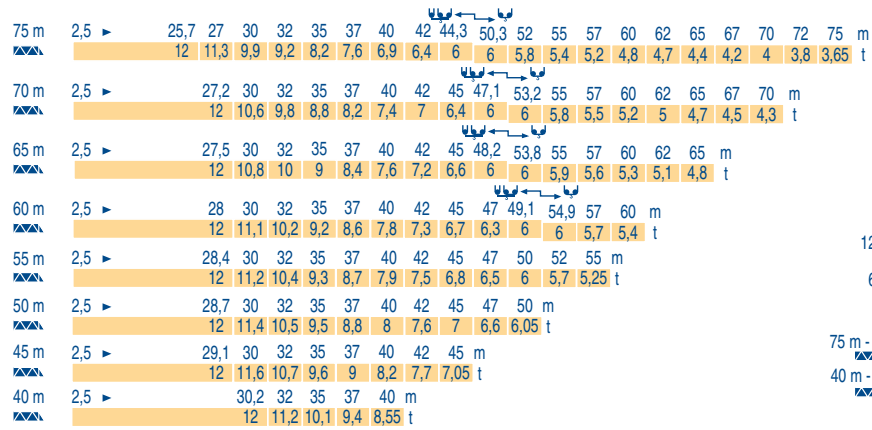 75 m 2,5 ► 25,7 27 30 32 35 37 40 42 44,3 50,3 52 55 57 60 62 65 67 70 72 75 m
12 11,3 9,9 9,2 8,2 7,6 6,9 6,4 6 6 5,8 5,4 5,2 4,8 4,7 4,4 4,2 4 3,8 3,65 t
70 m 2,5 ► 27,2 30 32 35 37 40 42 45 47,1 53,2 55 57 60 62 65 67 70 m
12 10,6 9,8 8,8 8,2 7,4 7 6,4 6 6 5,8 5,5 5,2 5 4,7 4,5 4,3 t
65 m 2,5 ► 27,5 30 32 35 37 40 42 45 48,2 53,8 55 57 60 62 65 m
12 10,8 10 9 8,4 7,6 7,2 6,6 6 6 5,9 5,6 5,3 5,1 4,8 t
60 m 2,5 ► 28 30 32 35 37 40 42 45 47 49,1 54,9 57 60 m
12 11,1 10,2 9,2 8,6 7,8 7,3 6,7 6,3 6 6 5,7 5,4 t
12
55 m 2,5 ► 28,4 30 32 35 37 40 42 45 47 50 52 55 m
12 11,2 10,4 9,3 8,7 7,9 7,5 6,8 6,5 6 5,7 5,25 t
6
50 m 2,5 ► 28,7 30 32 35 37 40 42 45 47 50 m
12 11,4 10,5 9,5 8,8 8 7,6 7 6,6 6,05 t
75 m -
45 m 2,5 ► 29,1 30 32 35 37 40 42 45 m
12 11,6 10,7 9,6 9 8,2 7,7 7,05 t
40 m -
40 m 2,5 ► 30,2 32 35 37 40 m
12 11,2 10,1 9,4 8,55 t